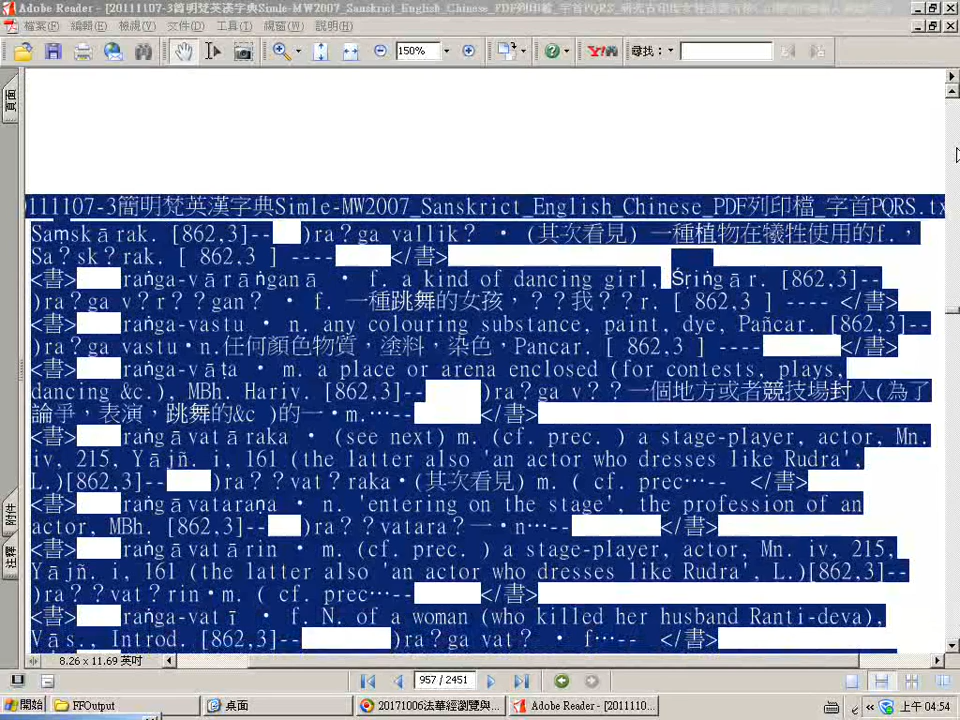 Adobe Reader - [20111107-3簡明梵英漢字典Simle-MW2007_Sanskrict_English_Chinese_PDF列印檔_字首PQRS_
檔案(F) 編輯(E) 檢視(V) 文件(D) 工具(T) 視窗(W) 說明(H)
150% Y! 尋找:
頁面
附件
註釋
111107-3簡明梵英漢字典Simle-MW2007_Sanskrict_English_Chinese_PDF列印檔_字首PQRS.tx
Saṃskārak. [862,3]-- )ra？ga vallik? ‧ (其次看見) 一種植物在犧牲使用的f.，
Sa？sk？rak. [ 862,3 ] ---- </書>
<書> raṅga-vārāṅganā ‧ f. a kind of dancing girl, Śriṅgār. [862,3]--
)ra？ga v？r？？gan? ‧ f. 一種跳舞的女孩，？？我？？r. [ 862,3 ] ---- </書>
<書> raṅga-vastu ‧ n. any colouring substance, paint, dye, Pañcar. [862,3]--
)ra？ga vastu‧n.任何顏色物質，塗料，染色，Pancar. [ 862,3 ] ---- </書>
<書> raṅga-vāṭa ‧ m. a place or arena enclosed (for contests, plays,
dancing &c.), MBh. Hariv. [862,3]-- )ra？ga v？？一個地方或者競技場封入(為了
論爭，表演，跳舞的&c )的一‧m.…-- </書>
<書> raṅgāvatāraka ‧ (see next) m. (cf. prec. ) a stage-player, actor, Mn.
iv, 215, Yājñ. i, 161 (the latter also 'an actor who dresses like Rudra',
L.)[862,3]-- )ra？？vat？raka‧(其次看見) m. ( cf. prec…-- </書>
<書> raṅgāvataraṇa ‧ n. 'entering on the stage', the profession of an
actor, MBh. [862,3]-- )ra？？vatara？一‧n…-- </書>
<書> raṅgāvatārin ‧ m. (cf. prec. ) a stage-player, actor, Mn. iv, 215,
Yājñ. i, 161 (the latter also 'an actor who dresses like Rudra', L.)[862,3]--
)ra？？vat？rin‧m. ( cf. prec…-- </書>
<書> raṅga-vatī ‧ f. N. of a woman (who killed her husband Ranti-deva),
Vās., Introd. [862,3]-- )ra？ga vat？ ‧ f…-- </書>
8.26 x 11.69 英吋
957 / 2451
開始 FFOutput 桌面 20171006法華經瀏覽與... Adobe Reader - [2011110... 上午 04:54